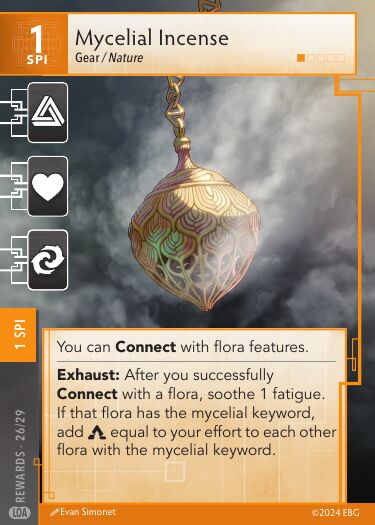 1
SPI
Mycelial Incense
Gear / Nature
You can Connect with flora features.
Exhaust: After you successfully
Connect with a flora, soothe 1 fatigue.
If that flora has the mycelial keyword,
add equal to your effort to each other
flora with the mycelial keyword.
1 SPI
LOA REWARDS - 26/29
Evan Simonet
©2024 EBG